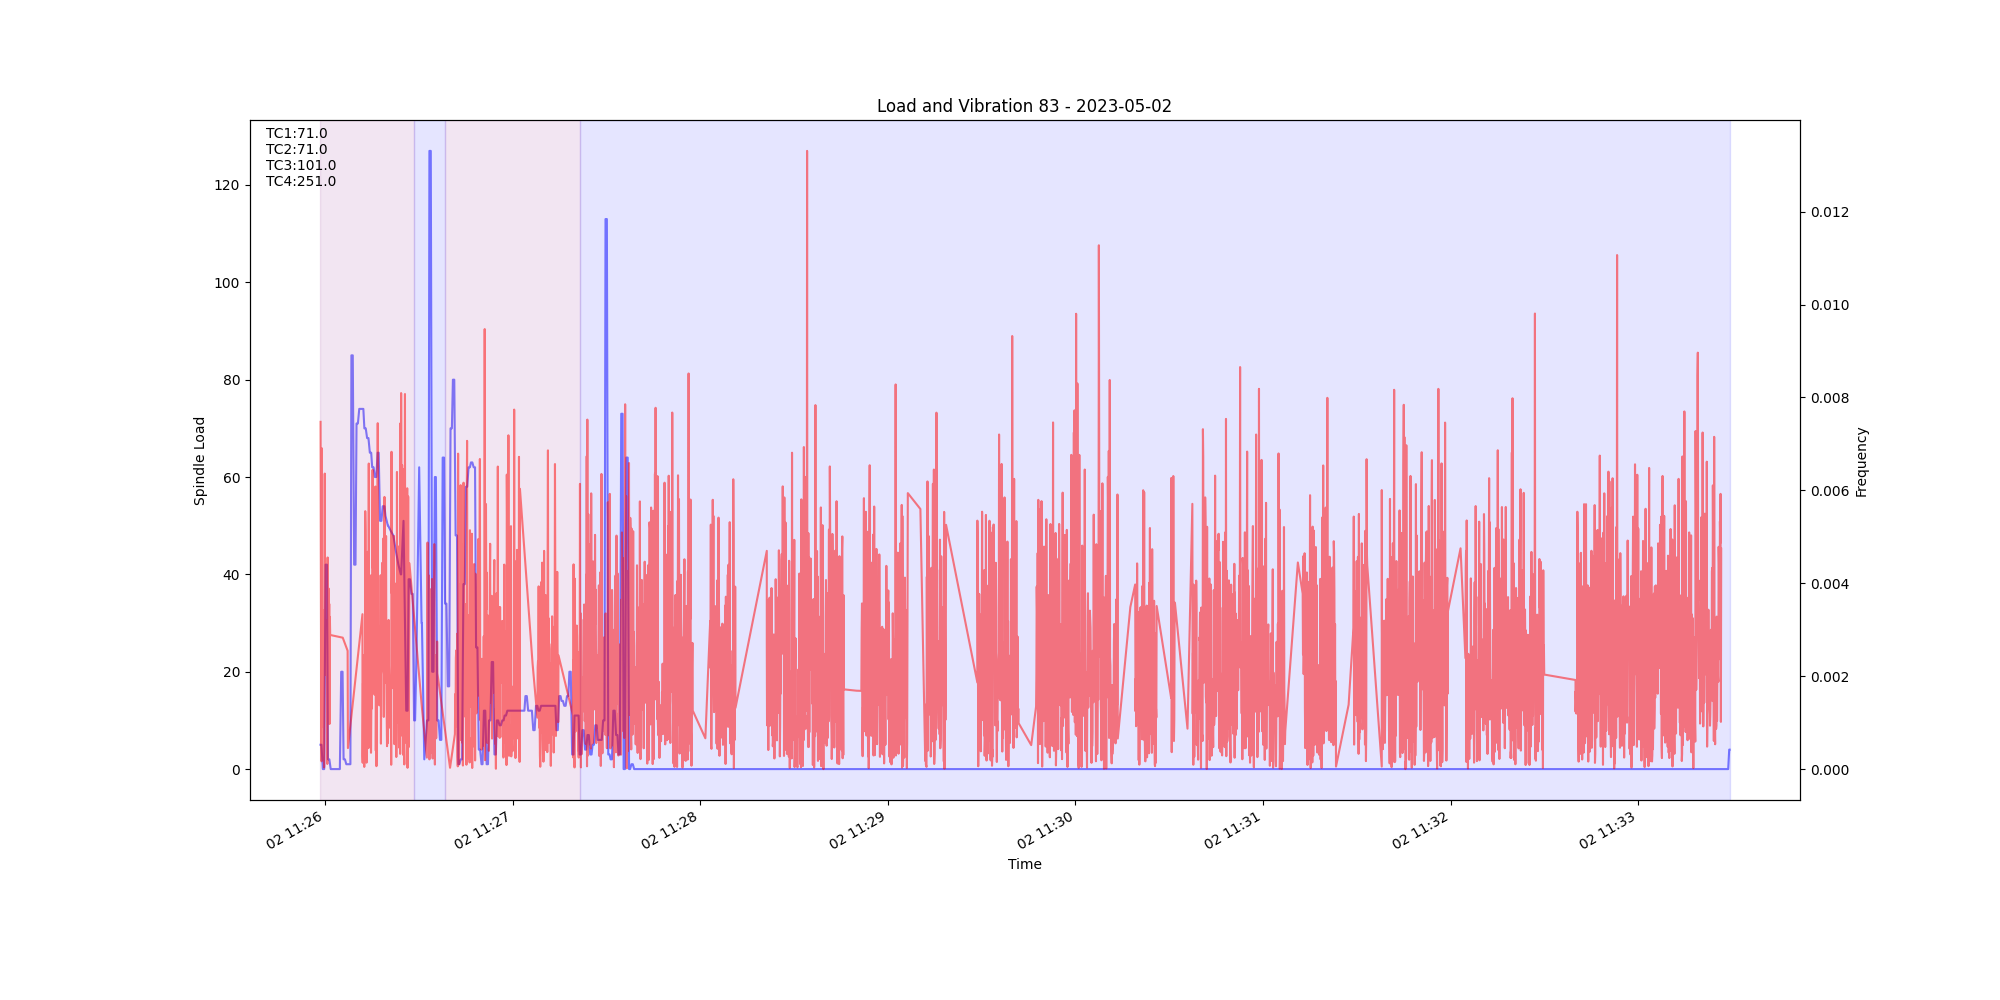 Load and Vibration 83 - 2023-05-02
TC1:71.0
TC2:71.0
TC3:101.0
TC4:251.0
120
100
80
60
40
20
0
Spindle Load
0.012
0.010
0.008
0.006
0.004
0.002
0.000
Frequency
02 11:26
02 11:27
02 11:28
02 11:29
02 11:30
02 11:31
02 11:32
02 11:33
Time